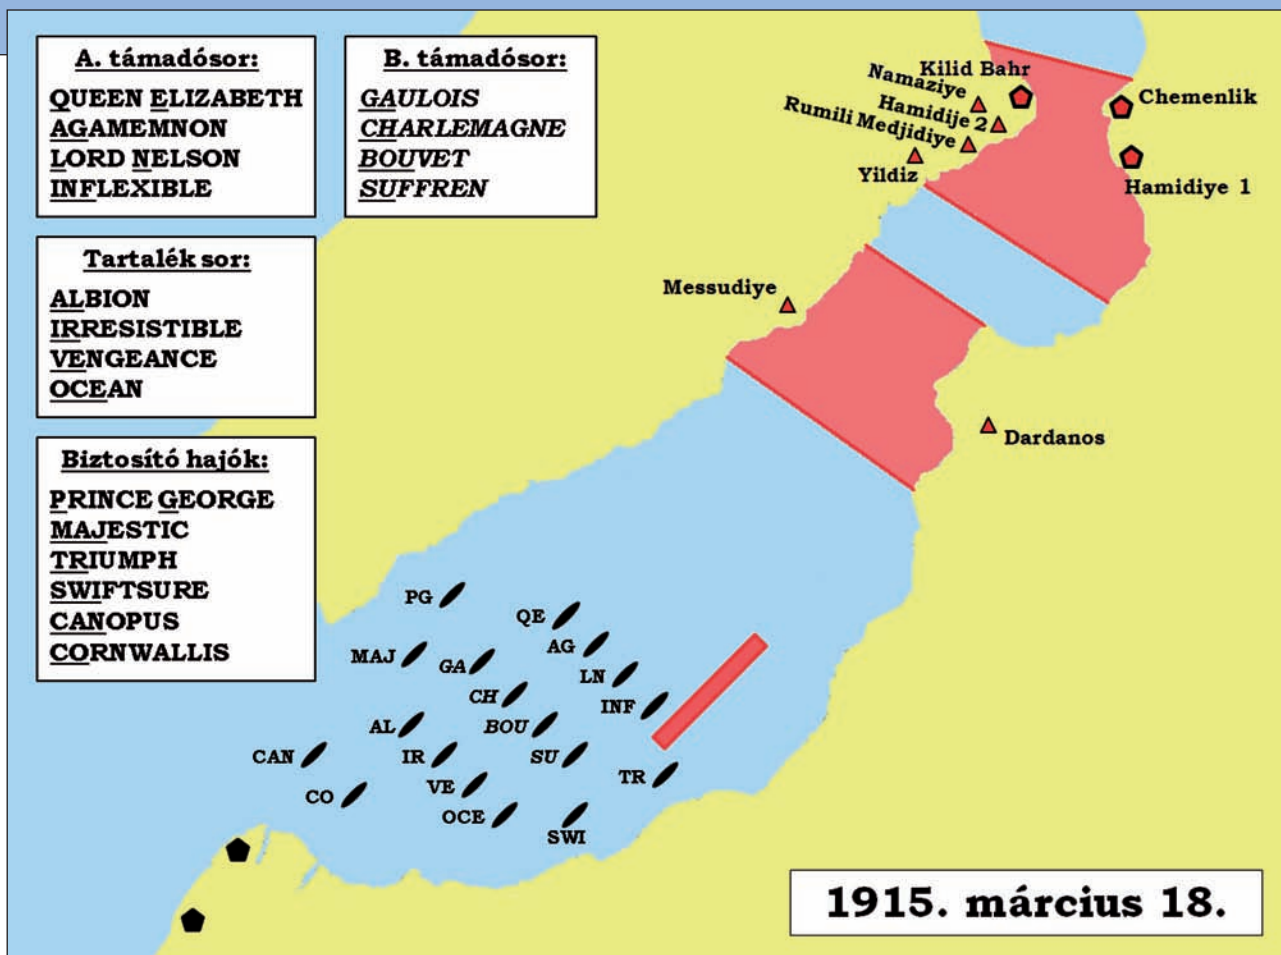 A. támadósor:
QUEEN ELIZABETH
AGAMEMNON
LORD NELSON
INFLEXIBLE
B. támadósor:
GAULOIS
CHARLEMAGNE
BOUVET
SUFFREN
Tartalék sor:
ALBION
IRRESISTIBLE
VENGEANCE
OCEAN
Biztosító hajók:
PRINCE GEORGE
MAJESTIC
TRIUMPH
SWIFTSURE
CANOPUS
CORNWALLIS
Kilid Bahr
Namaziye
Hamidije 2
Rumili Medjidiye
Yildiz
Chemenlik
Hamidiye 1
Messudiye
Dardanos
PG
QE
MAJ
GA
AG
LN
CH
INF
AL
BOU
CAN
IR
SU
CO
VE
TR
OCE
SWI
1915. március 18.